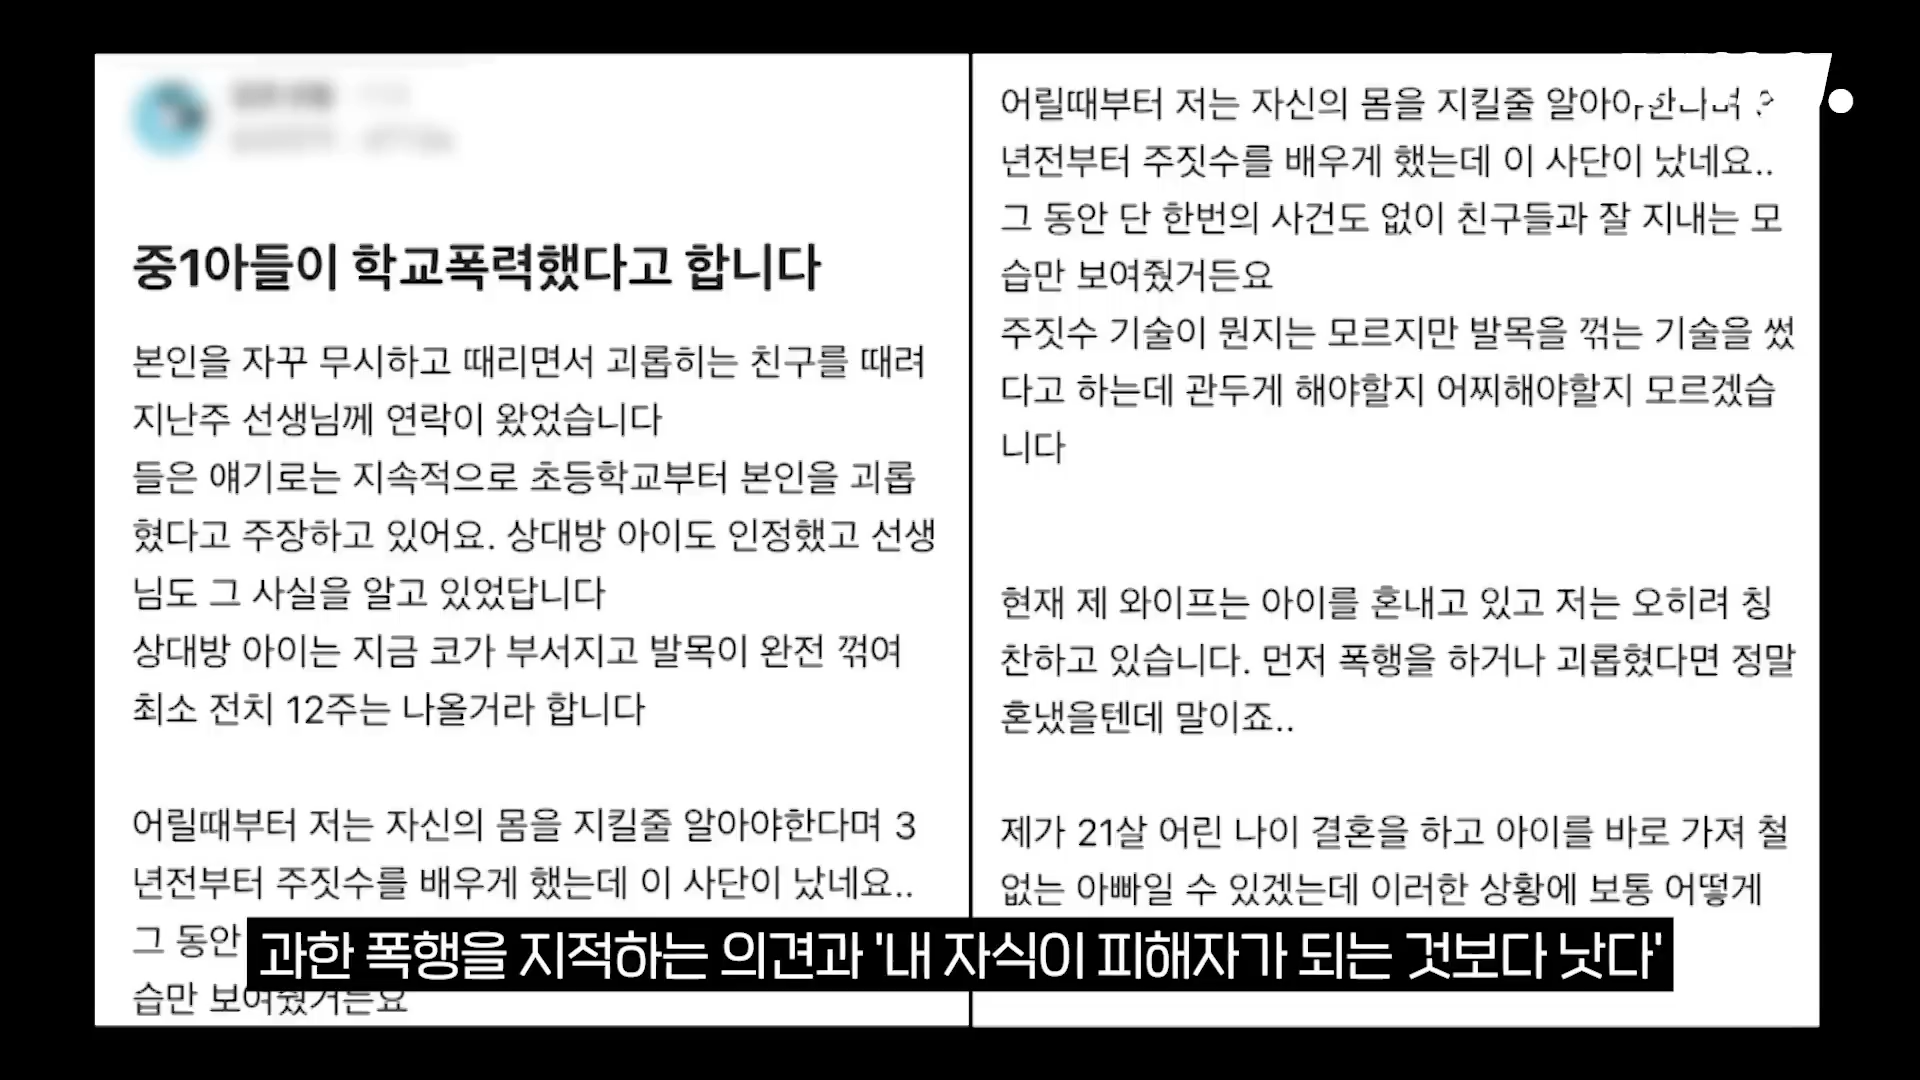 중1아들이 학교폭력했다고 합니다
본인을 자꾸 무시하고 때리면서 괴롭히는 친구를 때려
지난주 선생님께 연락이 왔었습니다
들은 얘기로는 지속적으로 초등학교부터 본인을 괴롭
혔다고 주장하고 있어요. 상대방 아이도 인정했고 선생
님도 그 사실을 알고 있었답니다
상대방 아이는 지금 코가 부서지고 발목이 완전 꺾여
최소 전치 12주는 나올거라 합니다
어릴때부터 저는 자신의 몸을 지킬줄 알아야한다며 3
년전부터 주짓수를 배우게 했는데 이 사단이 났네요..
그 동안
습만 보여줬거든요
어릴때부터 저는 자신의 몸을 지킬줄 알아야한다며 3
년전부터 주짓수를 배우게 했는데 이 사단이 났네요..
그 동안 단 한번의 사건도 없이 친구들과 잘 지내는 모
습만 보여줬거든요
주짓수 기술이 뭔지는 모르지만 발목을 꺾는 기술을 썼
다고 하는데 관두게 해야할지 어찌해야할지 모르겠습
니다
현재 제 와이프는 아이를 혼내고 있고 저는 오히려 칭
찬하고 있습니다. 먼저 폭행을 하거나 괴롭혔다면 정말
혼냈을텐데 말이죠..
제가 21살 어린 나이 결혼을 하고 아이를 바로 가져 철
없는 아빠일 수 있겠는데 이러한 상황에 보통 어떻게
과한 폭행을 지적하는 의견과 '내 자식이 피해자가 되는 것보다 낫다'